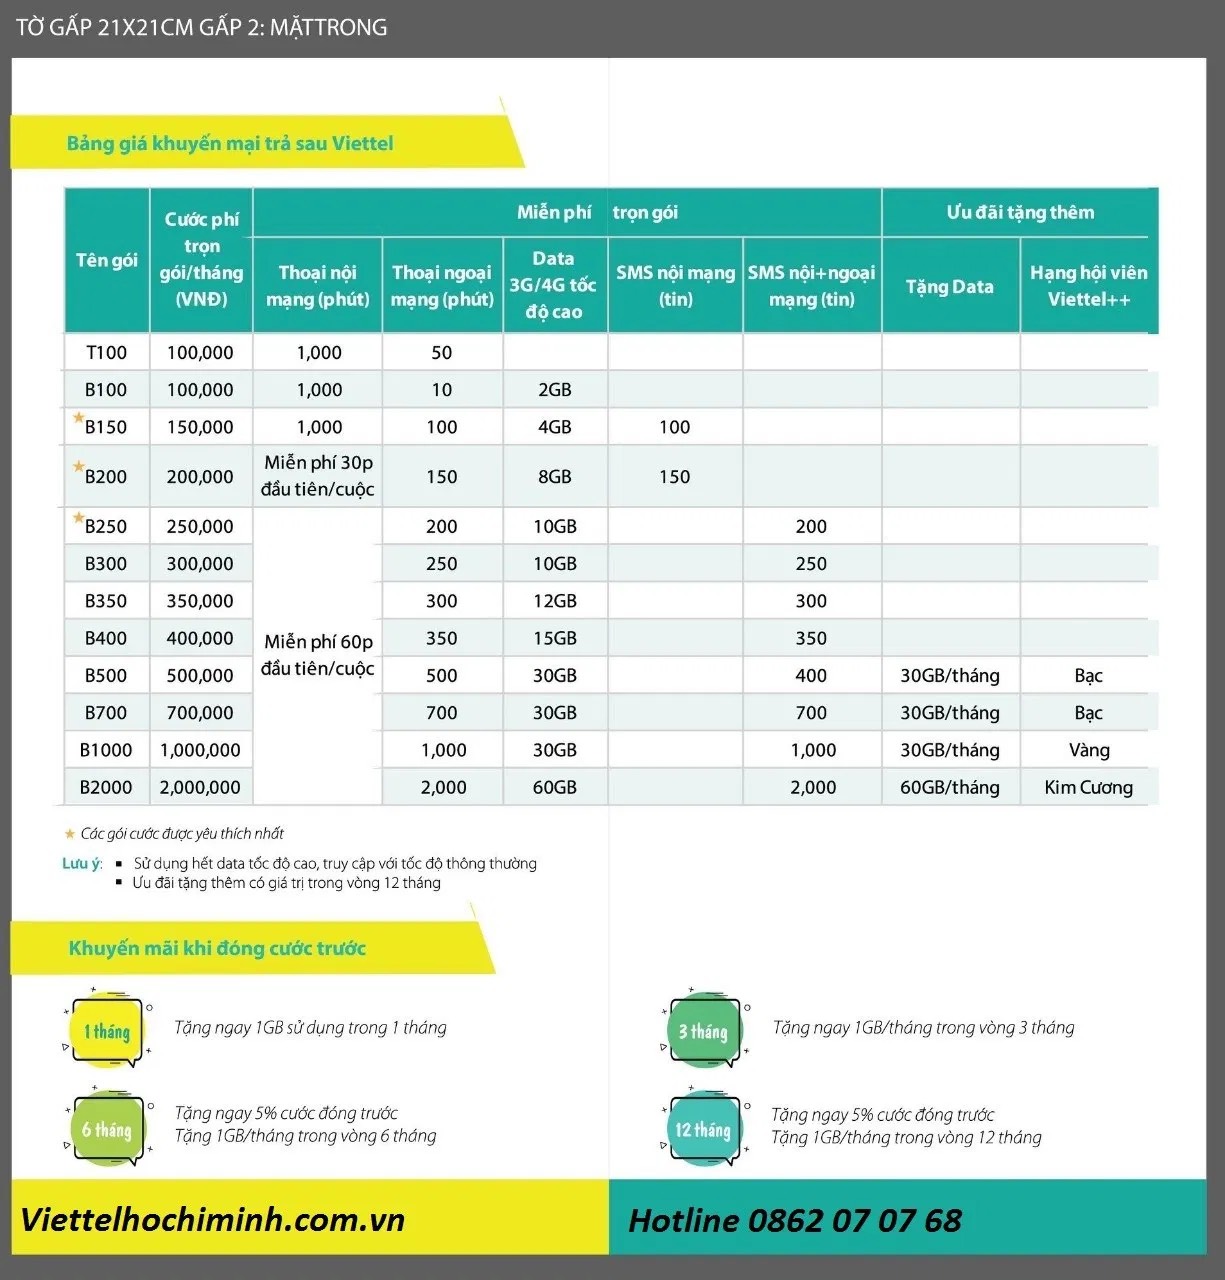 TỜ GẤP 21X21CM GẤP 2: MẶTTRONG
Bảng giá khuyến mại trả sau Viettel
Tên gói
Cước phí
trọn
gói/tháng
(VNĐ)
Miễn phí trọn gói
Ưu đãi tặng thêm
Thoại nội
mạng (phút)
Thoại ngoại
mạng (phút)
Data
3G/4G tốc
độ cao
SMS nội mạng
(tin)
SMS nội+ngoại
mạng (tin)
Tặng Data
Hạng hội viên
Viettel++
T100 100,000 1,000 50
B100 100,000 1,000 10 2GB
B150 150,000 1,000 100 4GB 100
B200 200,000 Miễn phí 30p
đầu tiên/cuộc 150 8GB 150
B250 250,000 200 10GB 200
B300 300,000 250 10GB 250
B350 350,000 300 12GB 300
B400 400,000 Miễn phí 60p
đầu tiên/cuộc 350 15GB 350
B500 500,000 500 30GB 400 30GB/tháng Bạc
B700 700,000 700 30GB 700 30GB/tháng Bạc
B1000 1,000,000 1,000 30GB 1,000 30GB/tháng Vàng
B2000 2,000,000 2,000 60GB 2,000 60GB/tháng Kim Cương
Các gói cước được yêu thích nhất
Lưu ý: ▪ Sử dụng hết data tốc độ cao, truy cập với tốc độ thông thường
▪ Ưu đãi tặng thêm có giá trị trong vòng 12 tháng
Khuyến mãi khi đóng cước trước
1 tháng
Tặng ngay 1GB sử dụng trong 1 tháng
3 tháng
Tặng ngay 1GB/tháng trong vòng 3 tháng
6 tháng
Tặng ngay 5% cước đóng trước
Tặng 1GB/tháng trong vòng 6 tháng
12 tháng
Tặng ngay 5% cước đóng trước
Tặng 1GB/tháng trong vòng 12 tháng
Viettelhochiminh.com.vn
Hotline 0862 07 07 68